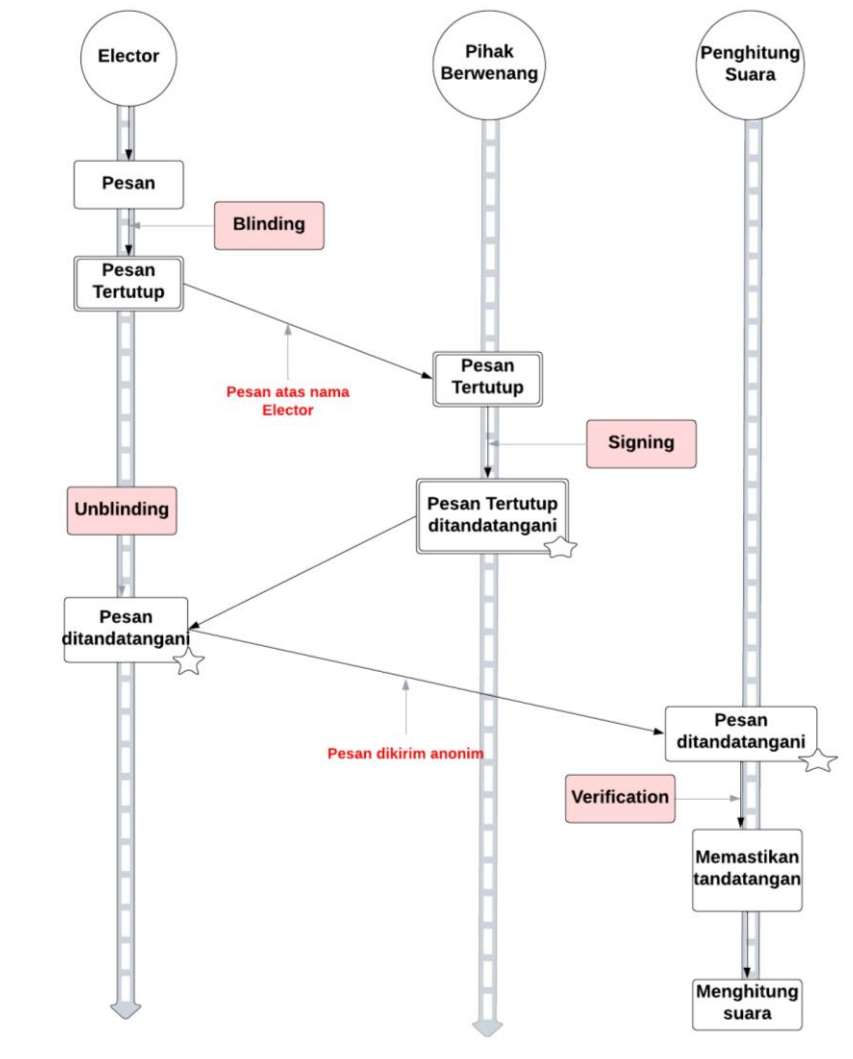 Elector
Pihak
Berwenang
Penghitung
Suara
Pesan
Blinding
Pesan
Tertutup
Pesan
Tertutup
Pesan atas nama
Elector
Signing
Unblinding
Pesan Tertutup
ditandatangani
Pesan
ditandatangani
Pesan
ditandatangani
Pesan dikirim anonim
Verification
Memastikan
tandatangan
Menghitung
suara